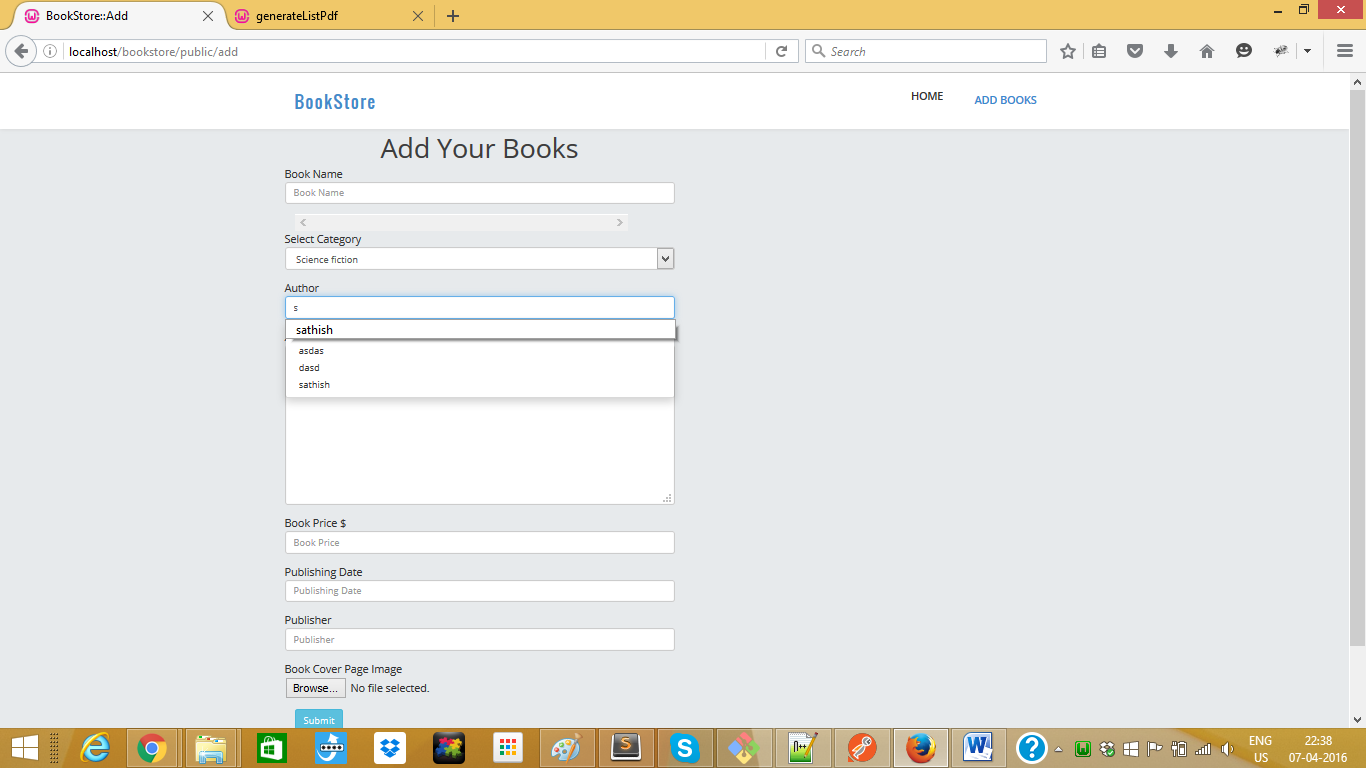 BookStore::Add
generateListPdf
localhost/bookstore/public/add
Search
BookStore
HOME
ADD BOOKS
Add Your Books
Book Name
Book Name
Select Category
Science fiction
Author
s
sathish
asdas
dasd
sathish
Book Price $
Book Price
Publishing Date
Publishing Date
Publisher
Publisher
Book Cover Page Image
Browse... No file selected.
Submit
ENG
US
22:38
07-04-2016